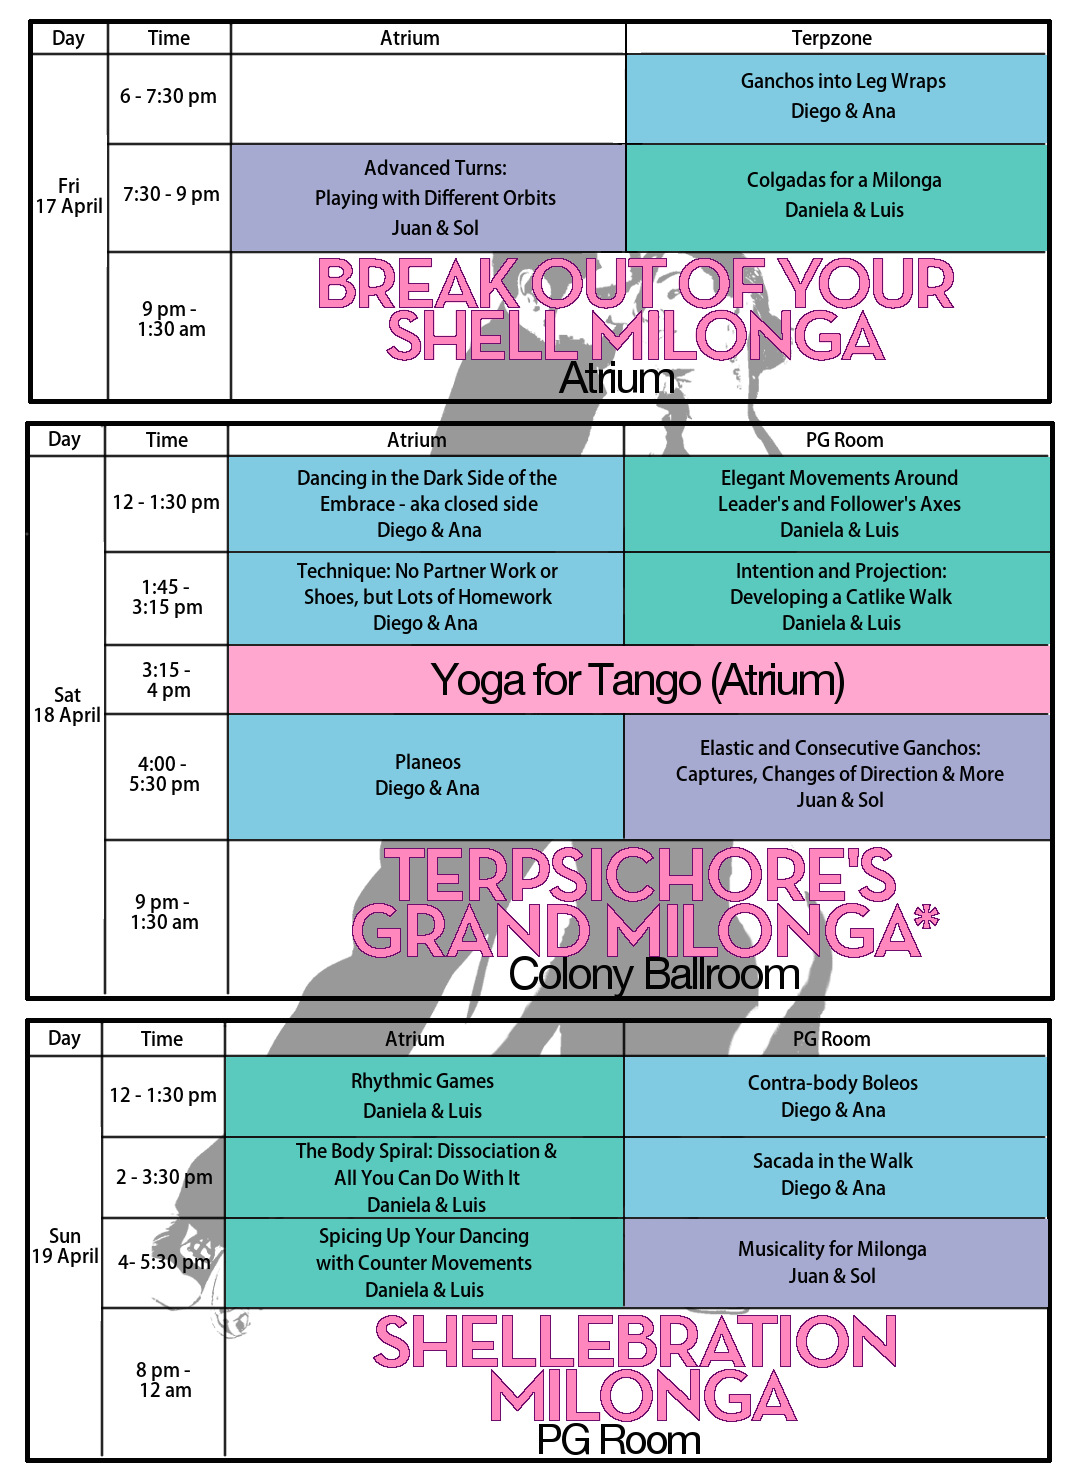 Day Time Atrium Terpzone
6 - 7:30 pm
Ganchos into Leg Wraps
Diego & Ana
Fri
17 April
7:30 - 9 pm
Advanced Turns:
Playing with Different Orbits
Juan & Sol
Colgadas for a Milonga
Daniela & Luis
9 pm -
1:30 am
BREAK OUT OF YOUR
SHELL MILONGA
Atrium
Day Time Atrium PG Room
12 - 1:30 pm
Dancing in the Dark Side of the
Embrace - aka closed side
Diego & Ana
Elegant Movements Around
Leader's and Follower's Axes
Daniela & Luis
1:45 -
3:15 pm
Technique: No Partner Work or
Shoes, but Lots of Homework
Diego & Ana
Intention and Projection:
Developing a Catlike Walk
Daniela & Luis
Sat
18 April
3:15 -
4 pm
Yoga for Tango (Atrium)
4:00 -
5:30 pm
Planeos
Diego & Ana
Elastic and Consecutive Ganchos:
Captures, Changes of Direction & More
Juan & Sol
9 pm -
1:30 am
TERPSICHORE'S
GRAND MILONGA*
Colony Ballroom
Day Time Atrium PG Room
12 - 1:30 pm
Rhythmic Games
Daniela & Luis
Contra-body Boleos
Diego & Ana
2 - 3:30 pm
The Body Spiral: Dissociation &
All You Can Do With It
Daniela & Luis
Sacada in the Walk
Diego & Ana
Sun
19 April
4- 5:30 pm
Spicing Up Your Dancing
with Counter Movements
Daniela & Luis
Musicality for Milonga
Juan & Sol
8 pm -
12 am
SHELLEBRATION
MILONGA
PG Room